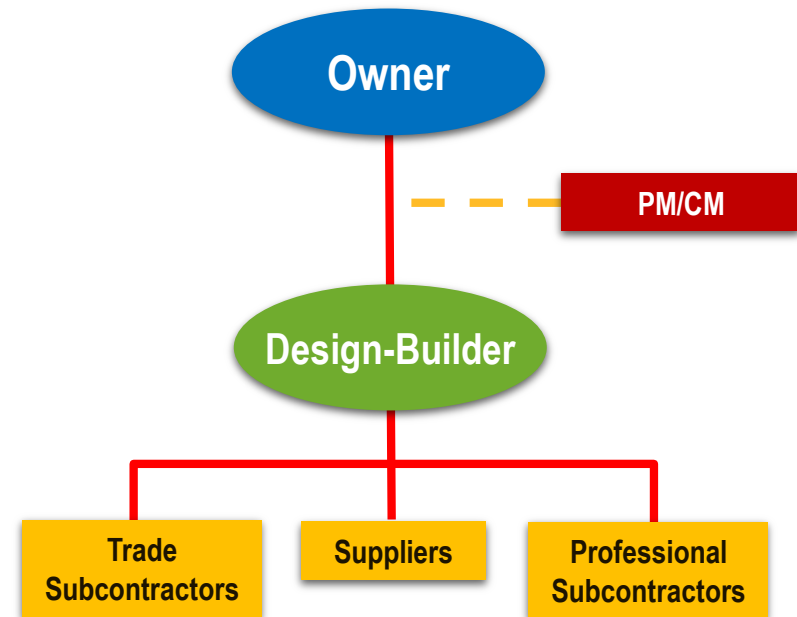 Owner
PM/CM
Design-Builder
Trade
Subcontractors
Suppliers
Professional
Subcontractors